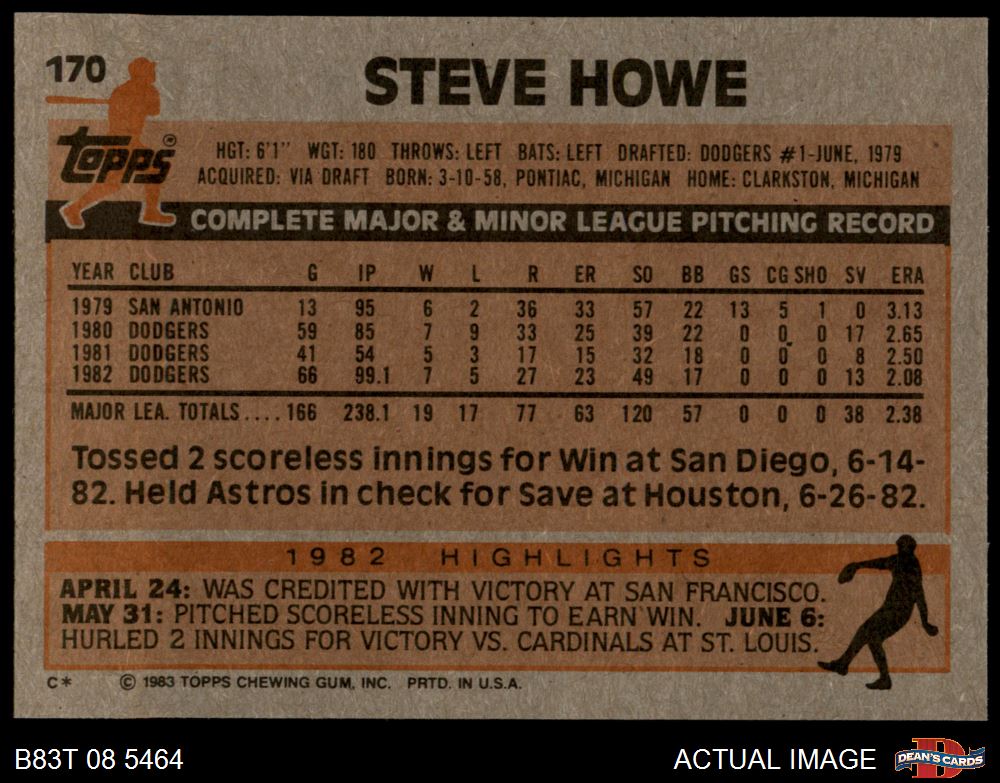 170
STEVE HOWE
topps®
HGT: 6'1" WGT: 180 THROWS: LEFT BATS: LEFT DRAFTED: DODGERS #1-JUNE, 1979
ACQUIRED: VIA DRAFT BORN: 3-10-58, PONTIAC, MICHIGAN HOME: CLARKSTON, MICHIGAN
COMPLETE MAJOR & MINOR LEAGUE PITCHING RECORD
YEAR CLUB G IP W L R ER SO BB GS CG SHO SV ERA
1979 SAN ANTONIO 13 95 6 2 36 33 57 22 13 5 1 0 3.13
1980 DODGERS 59 85 7 9 33 25 39 22 0 0 0 17 2.65
1981 DODGERS 41 54 5 3 17 15 32 18 0 0 0 8 2.50
1982 DODGERS 66 99.1 7 5 27 23 49 17 0 0 0 13 2.08
MAJOR LEA. TOTALS.... 166 238.1 19 17 77 63 120 57 0 0 0 38 2.38
Tossed 2 scoreless innings for Win at San Diego, 6-14-
82. Held Astros in check for Save at Houston, 6-26-82.
1982 HIGHLIGHTS
APRIL 24: WAS CREDITED WITH VICTORY AT SAN FRANCISCO.
MAY 31: PITCHED SCORELESS INNING TO EARN WIN. JUNE 6:
HURLED 2 INNINGS FOR VICTORY VS. CARDINALS AT ST. LOUIS.
C* © 1983 TOPPS CHEWING GUM, INC. PRTD. IN U.S.A.
B83T 08 5464 ACTUAL IMAGE
D
DEAN'S CARDS